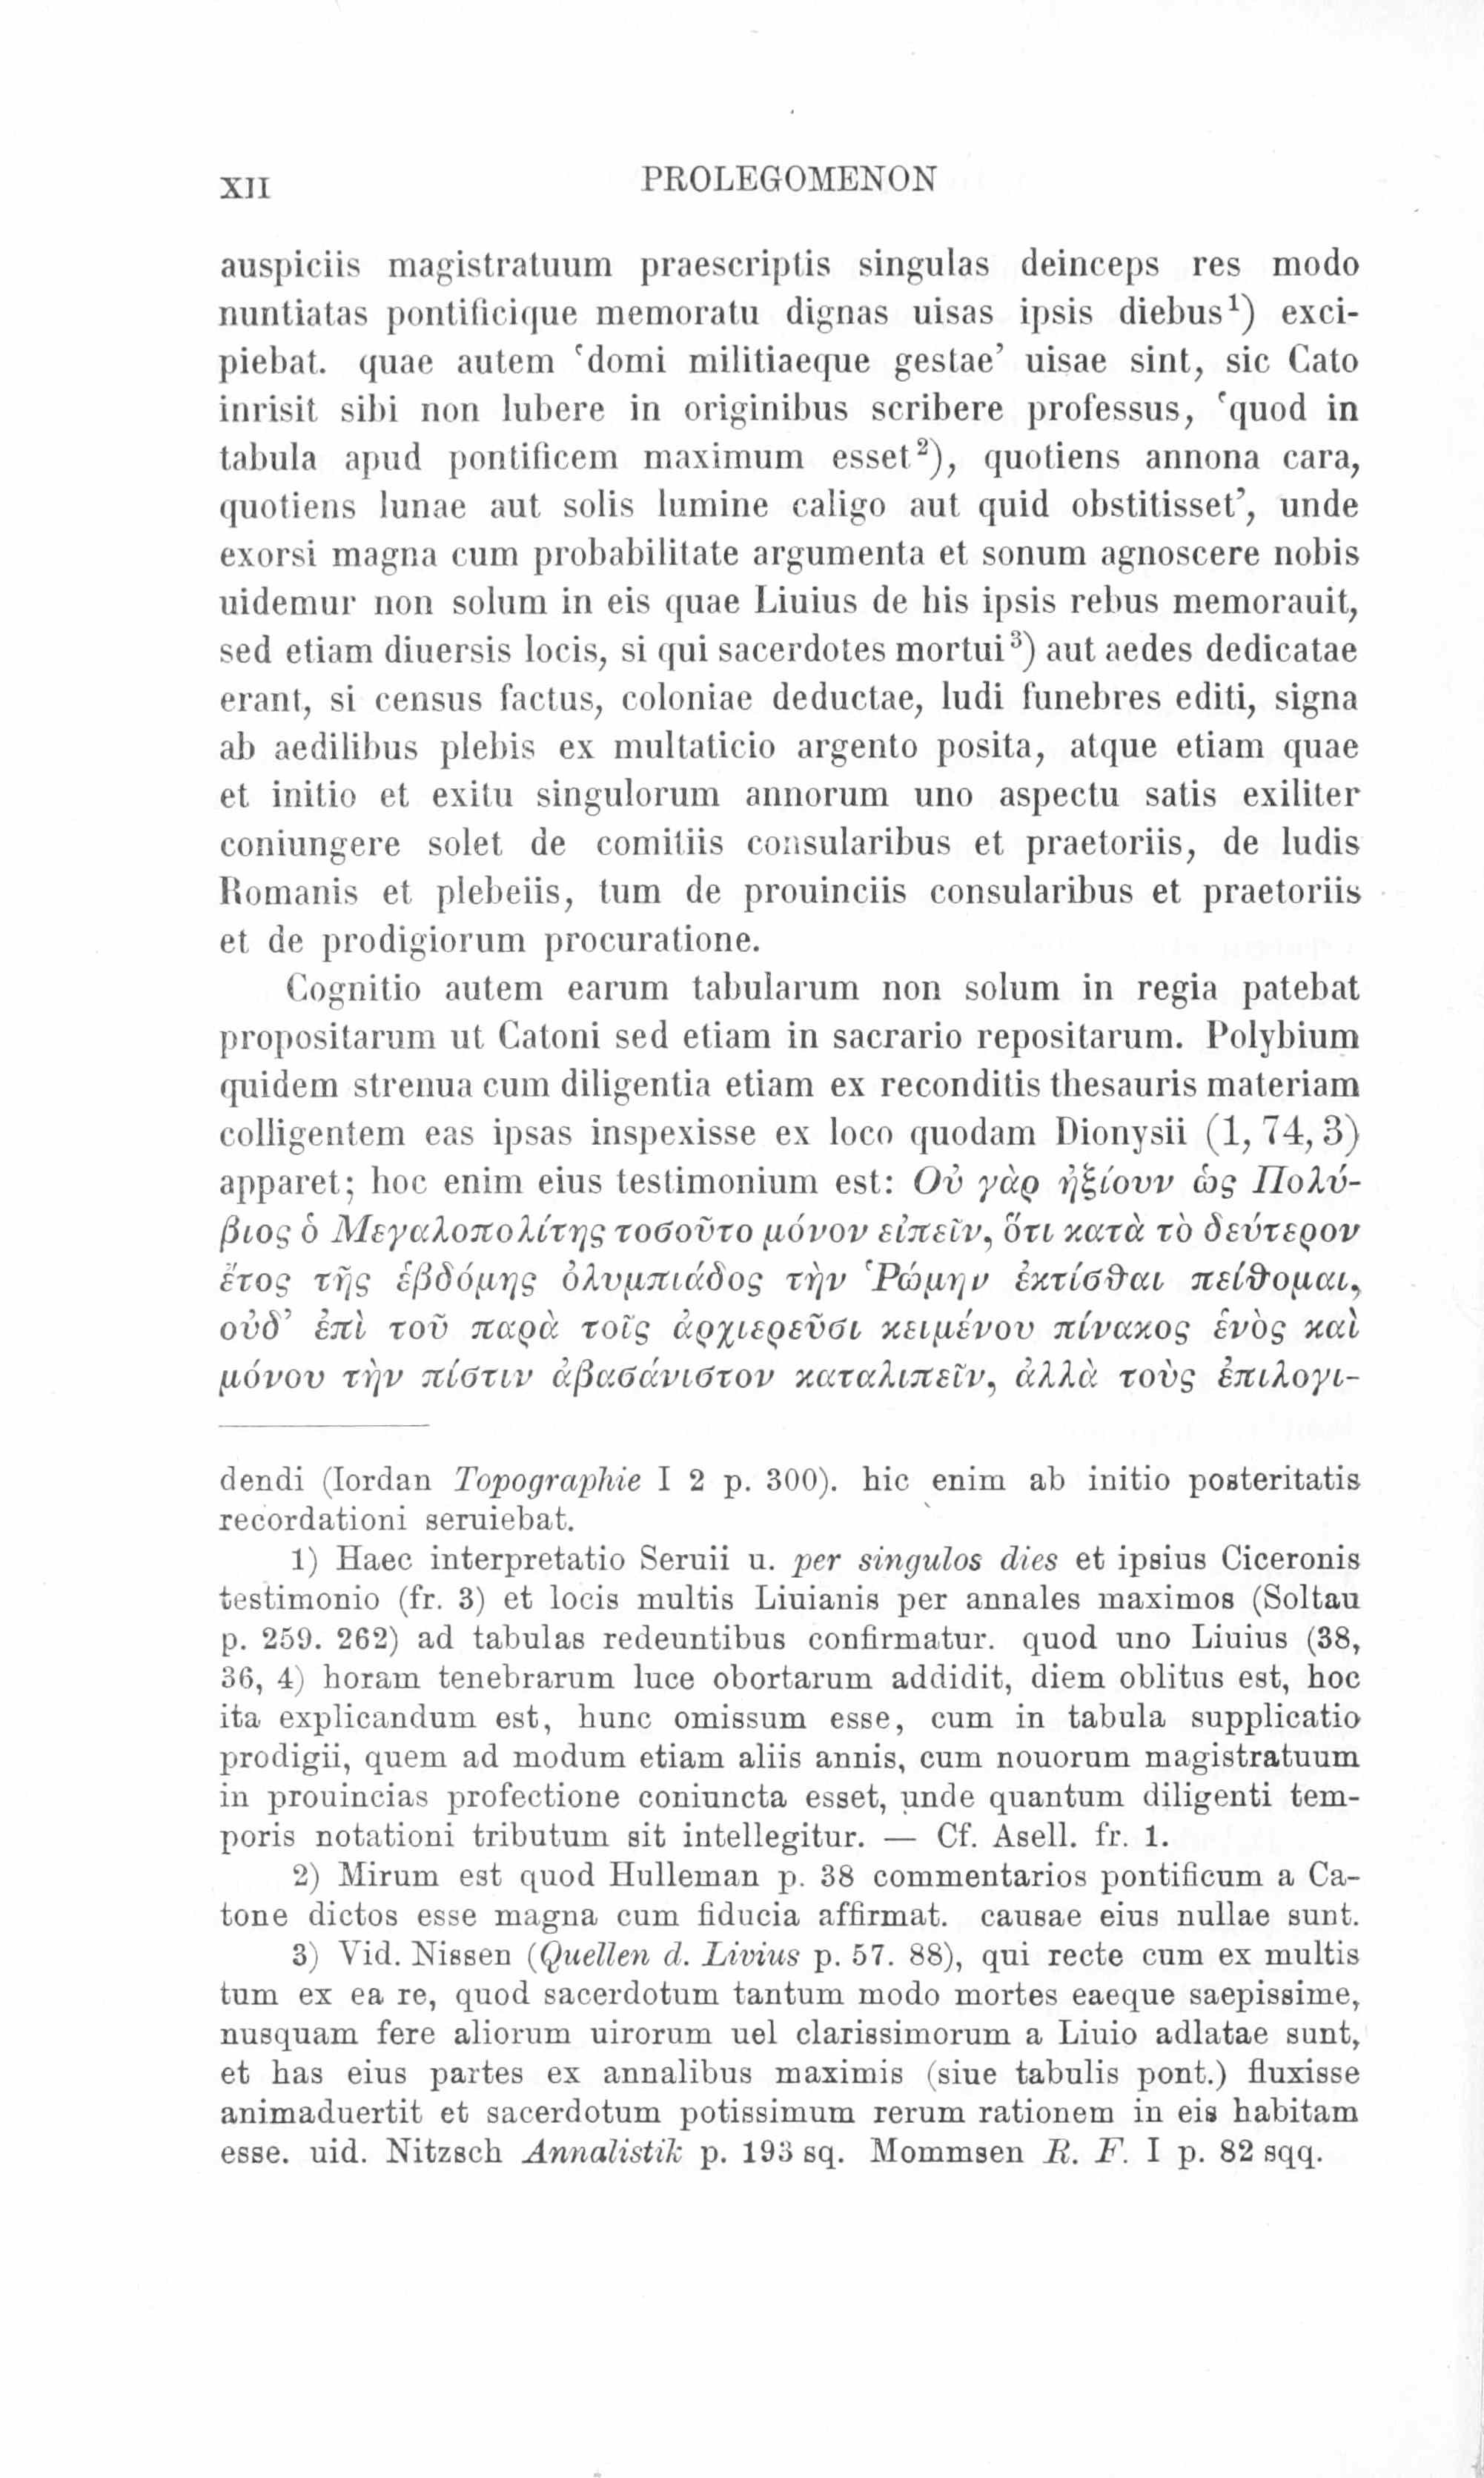 XII
PROLEGOMENON
auspiciis magistratuum praescriptis singulas deinceps res modo
nuntiatas pontificique memoratu dignas uisas ipsis diebus¹) exci-
piebat. quae autem ‘domi militiaeque gestae’ uisae sint, sic Cato
inrisit sibi non lubere in originibus scribere professus, ‘quod in
tabula apud pontificem maximum esset²), quotiens annona cara,
quotiens lunae aut solis lumine caligo aut quid obstitisset’, unde
exorsi magna cum probabilitate argumenta et sonum agnoscere nobis
uidemur non solum in eis quae Liuius de his ipsis rebus memorauit,
sed etiam diuersis locis, si qui sacerdotes mortui³) aut aedes dedicatae
erant, si census factus, coloniae deductae, ludi funebres editi, signa
ab aedilibus plebis ex multaticio argento posita, atque etiam quae
et initio et exitu singulorum annorum uno aspectu satis exiliter
coniungere solet de comitiis consularibus et praetoriis, de ludis
Romanis et plebeiis, tum de prouinciis consularibus et praetoriis
et de prodigiorum procuratione.
Cognitio autem earum tabularum non solum in regia patebat
propositarum ut Catoni sed etiam in sacrario repositarum. Polybium
quidem strenua cum diligentia etiam ex reconditis thesauris materiam
colligentem eas ipsas inspexisse ex loco quodam Dionysii (1, 74, 3)
apparet; hoc enim eius testimonium est: Οὐ γὰρ ἠξίουν ὡς Πολύ-
βιος ὁ Μεγαλοπολίτης τοσοῦτο μόνον εἰπεῖν, ὅτι κατὰ τὸ δεύτερον
ἔτος τῆς ἑβδόμης ὀλυμπιάδος τὴν Ῥώμην ἐκτίσθαι πείθομαι,
οὐδ’ ἐπὶ τοῦ παρὰ τοῖς ἀρχιερεῦσι κειμένου πίνακος ἑνὸς καὶ
μόνου τὴν πίστιν ἀβασάνιστον καταλιπεῖν, ἀλλὰ τοὺς ἐπιλογι-
dendi (Iordan Topographie I 2 p. 300). hic enim ab initio posteritatis
recordationi seruiebat.
1) Haec interpretatio Seruii u. per singulos dies et ipsius Ciceronis
testimonio (fr. 3) et locis multis Liuianis per annales maximos (Soltau
p. 259. 262) ad tabulas redeuntibus confirmatur. quod uno Liuius (38,
36, 4) horam tenebrarum luce obortarum addidit, diem oblitus est, hoc
ita explicandum est, hunc omissum esse, cum in tabula supplicatio
prodigii, quem ad modum etiam aliis annis, cum nouorum magistratuum
in prouincias profectione coniuncta esset, unde quantum diligenti tem-
poris notationi tributum sit intellegitur. — Cf. Asell. fr. 1.
2) Mirum est quod Hulleman p. 38 commentarios pontificum a Ca-
tone dictos esse magna cum fiducia affirmat. causae eius nullae sunt.
3) Vid. Nissen (Quellen d. Livius p. 57. 88), qui recte cum ex multis
tum ex ea re, quod sacerdotum tantum modo mortes eaeque saepissime,
nusquam fere aliorum uirorum uel clarissimorum a Liuio adlatae sunt,
et has eius partes ex annalibus maximis (siue tabulis pont.) fluxisse
animaduertit et sacerdotum potissimum rerum rationem in eis habitam
esse. uid. Nitzsch Annalistik p. 193 sq. Mommsen R. F. I p. 82 sqq.